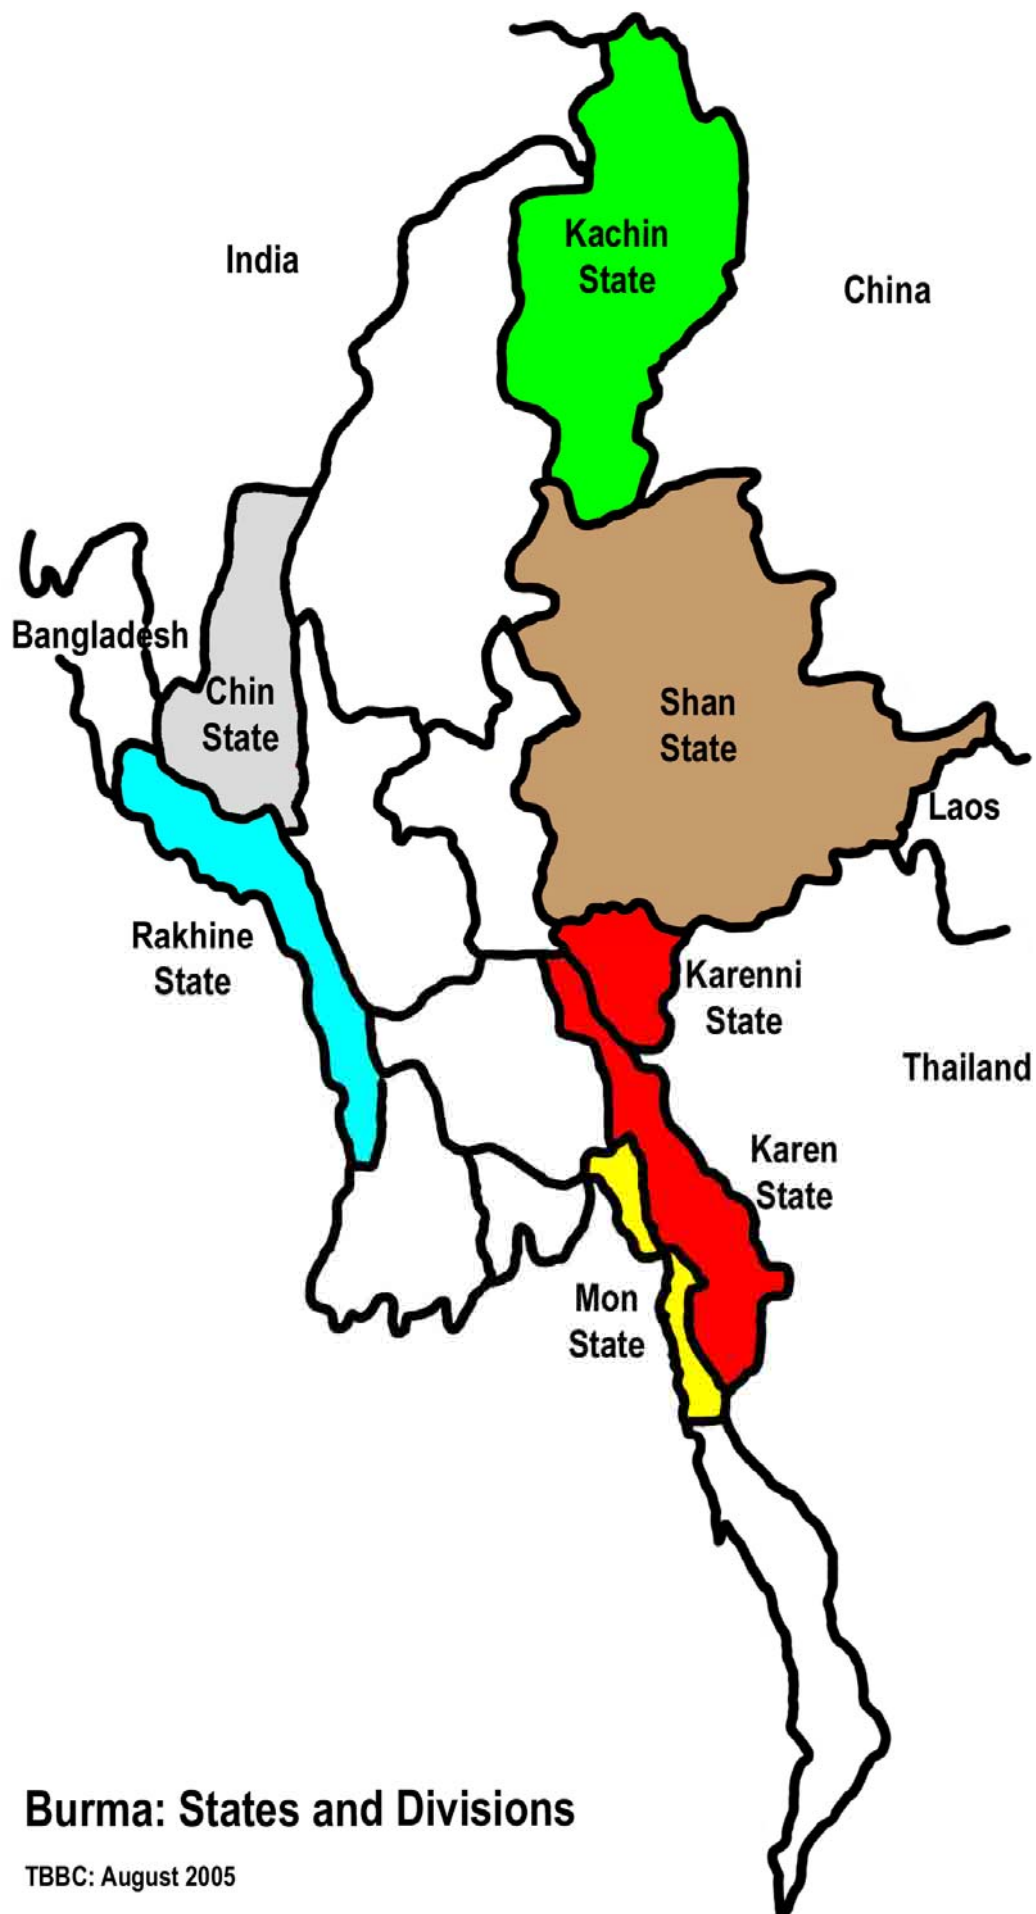 Kachin
State
India
China
Bangladesh
Chin
State
Shan
State
Laos
Rakhine
State
Karenni
State
Thailand
Karen
State
Mon
State
Burma: States and Divisions
TBBC: August 2005